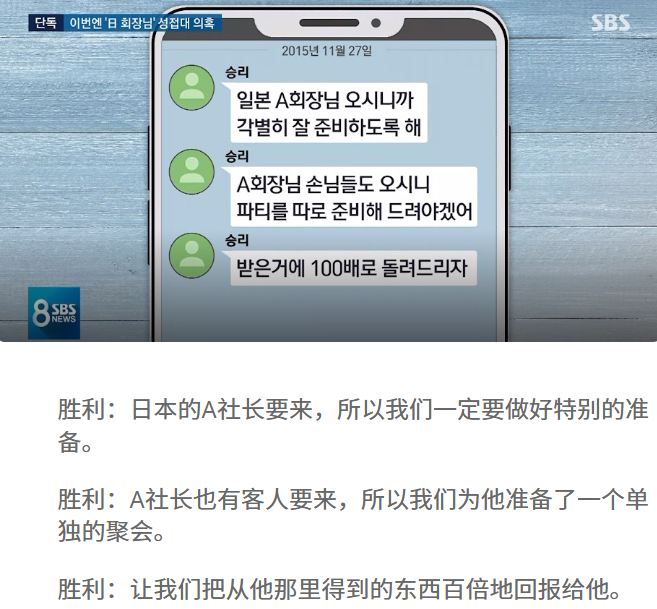 단독 이번엔 '日 회장님' 성접대 의혹
SBS
2015년 11월 27일
승리
일본 A회장님 오시니까
각별히 잘 준비하도록 해
승리
A회장님 손님들도 오시니
파티를 따로 준비해 드려야겠어
승리
받은거에 100배로 돌려드리자
8 SBS NEWS
胜利：日本的A社长要来，所以我们一定要做好特别的准
备。
胜利：A社长也有客人要来，所以我们为他准备了一个单
独的聚会。
胜利：让我们把从他那里得到的东西百倍地回报给他。